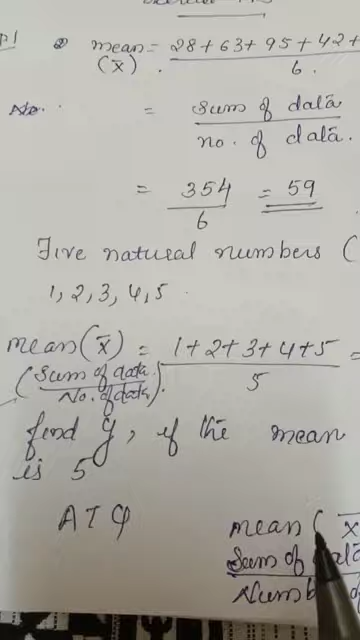 ② mean = 28+63+95+42+
(x̄) . 6.
No. .. = Sum of data
no. of data.
= 354 = 59
6
Five natural numbers (
1, 2, 3, 4, 5
mean (x̄) = 1+2+3+4+5 =
(Sum of data 5
No. of data).
find y, if the mean
is 5
ATQ
mean ( x̄
Sum of